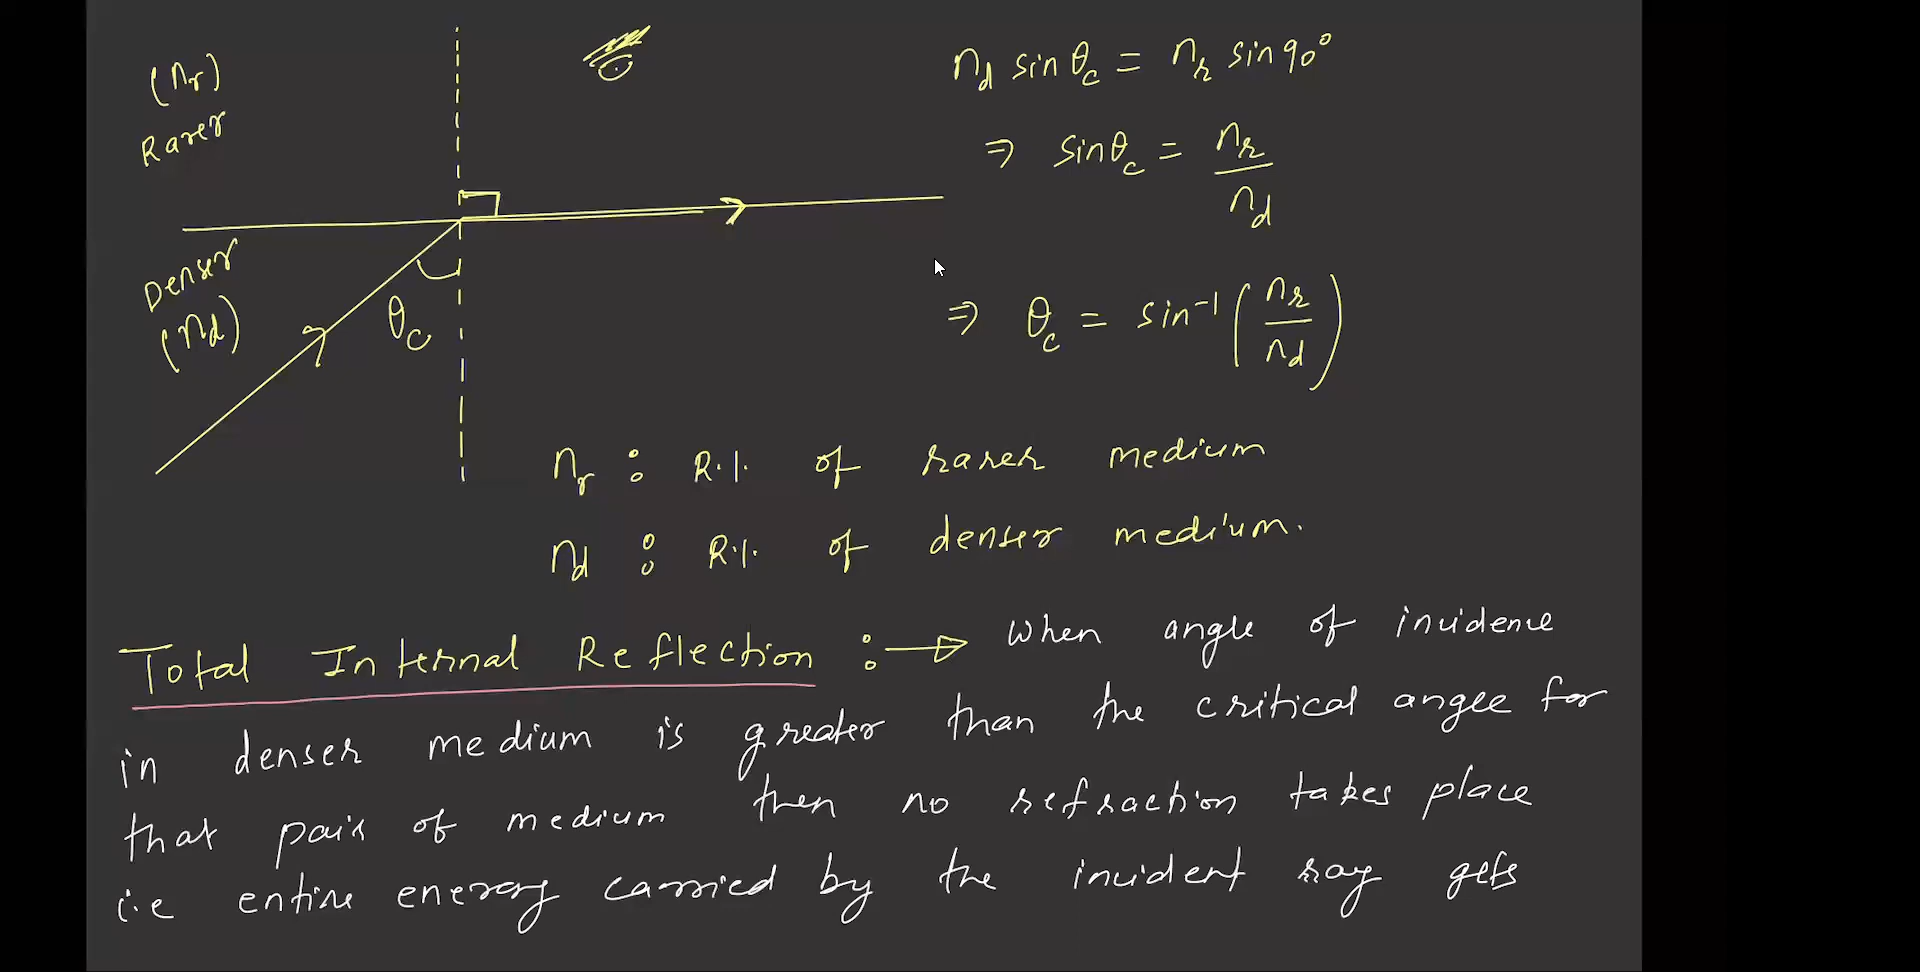 (nr)
Rarer
Denser
(nd)
θc
nd sin θc = nr sin 90°
⇒ sin θc = nr/nd
⇒ θc = sin⁻¹ (nr/nd)
nr : R.I. of rarer medium
nd : R.I. of denser medium.
Total Internal Reflection :→ When angle of incidence
in denser medium is greater than the critical angle for
that pair of medium then no refraction takes place
i.e entire energy carried by the incident ray gets